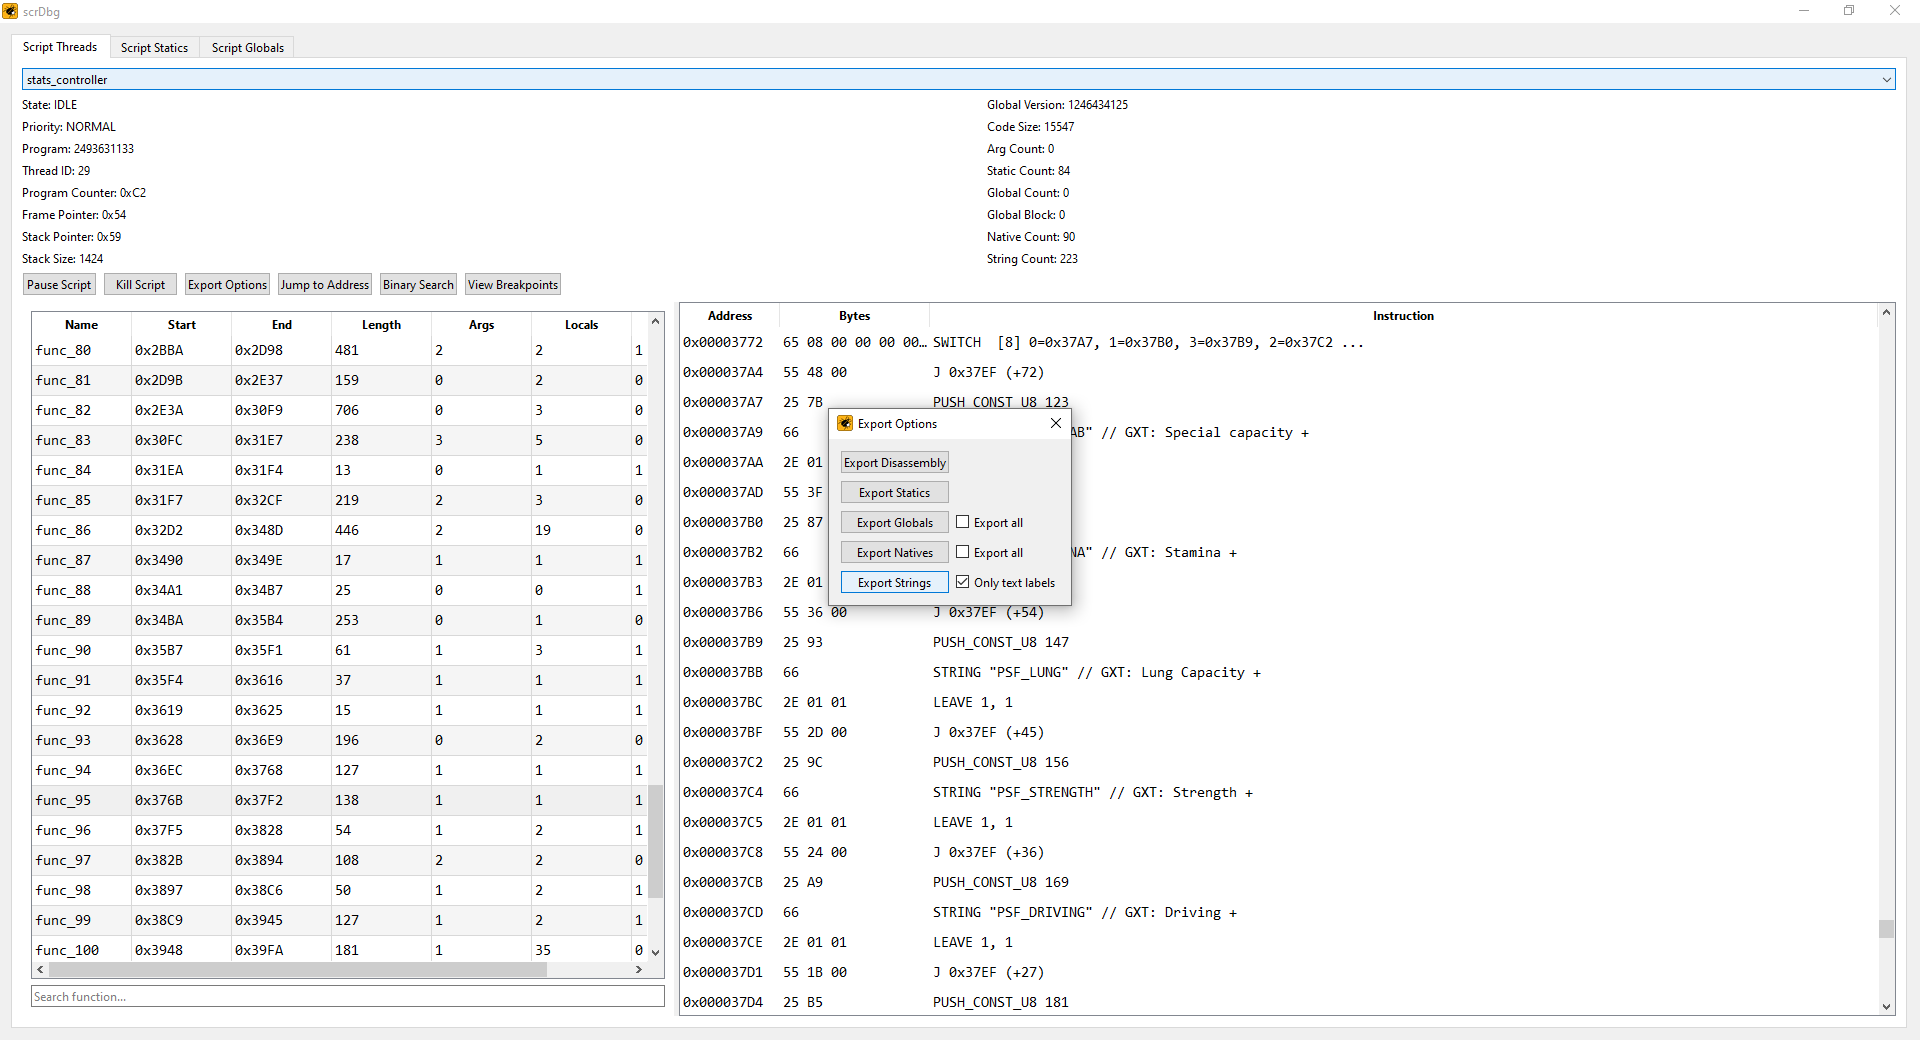 scrDbg
Script Threads Script Statics Script Globals
stats_controller
State: IDLE
Priority: NORMAL
Program: 2493631133
Thread ID: 29
Program Counter: 0xC2
Frame Pointer: 0x54
Stack Pointer: 0x59
Stack Size: 1424
Global Version: 1246434125
Code Size: 15547
Arg Count: 0
Static Count: 84
Global Count: 0
Global Block: 0
Native Count: 90
String Count: 223
Pause Script Kill Script Export Options Jump to Address Binary Search View Breakpoints
Name Start End Length Args Locals
func_80 0x2BBA 0x2D98 481 2 2 1
func_81 0x2D9B 0x2E37 159 0 2 0
func_82 0x2E3A 0x30F9 706 0 3 0
func_83 0x30FC 0x31E7 238 3 5 0
func_84 0x31EA 0x31F4 13 0 1 1
func_85 0x31F7 0x32CF 219 2 3 0
func_86 0x32D2 0x348D 446 2 19 0
func_87 0x3490 0x349E 17 1 1 1
func_88 0x34A1 0x34B7 25 0 0 1
func_89 0x34BA 0x35B4 253 0 1 0
func_90 0x35B7 0x35F1 61 1 3 1
func_91 0x35F4 0x3616 37 1 1 1
func_92 0x3619 0x3625 15 1 1 1
func_93 0x3628 0x36E9 196 0 2 0
func_94 0x36EC 0x3768 127 1 1 1
func_95 0x376B 0x37F2 138 1 1 1
func_96 0x37F5 0x3828 54 1 2 1
func_97 0x382B 0x3894 108 2 2 0
func_98 0x3897 0x38C6 50 1 2 1
func_99 0x38C9 0x3945 127 1 2 1
func_100 0x3948 0x39FA 181 1 35 0
Search function...
Address Bytes Instruction
0x00003772 65 08 00 00 00 00… SWITCH [8] 0=0x37A7, 1=0x37B0, 3=0x37B9, 2=0x37C2 ...
0x000037A4 55 48 00 J 0x37EF (+72)
0x000037A7 25 7B PUSH_CONST_U8 123
0x000037A9 66 AB" // GXT: Special capacity +
0x000037AA 2E 01
0x000037AD 55 3F
0x000037B0 25 87
0x000037B2 66 NA" // GXT: Stamina +
0x000037B3 2E 01
0x000037B6 55 36 00 J 0x37EF (+54)
0x000037B9 25 93 PUSH_CONST_U8 147
0x000037BB 66 STRING "PSF_LUNG" // GXT: Lung Capacity +
0x000037BC 2E 01 01 LEAVE 1, 1
0x000037BF 55 2D 00 J 0x37EF (+45)
0x000037C2 25 9C PUSH_CONST_U8 156
0x000037C4 66 STRING "PSF_STRENGTH" // GXT: Strength +
0x000037C5 2E 01 01 LEAVE 1, 1
0x000037C8 55 24 00 J 0x37EF (+36)
0x000037CB 25 A9 PUSH_CONST_U8 169
0x000037CD 66 STRING "PSF_DRIVING" // GXT: Driving +
0x000037CE 2E 01 01 LEAVE 1, 1
0x000037D1 55 1B 00 J 0x37EF (+27)
0x000037D4 25 B5 PUSH_CONST_U8 181
Export Options
Export Disassembly
Export Statics
Export Globals Export all
Export Natives Export all
Export Strings Only text labels